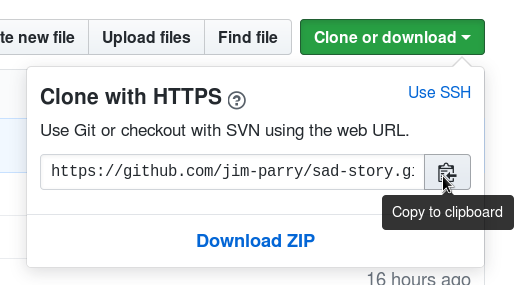 te new file Upload files Find file Clone or download
Clone with HTTPS ? Use SSH
Use Git or checkout with SVN using the web URL.
https://github.com/jim-parry/sad-story.gi
Copy to clipboard
Download ZIP
16 hours ago